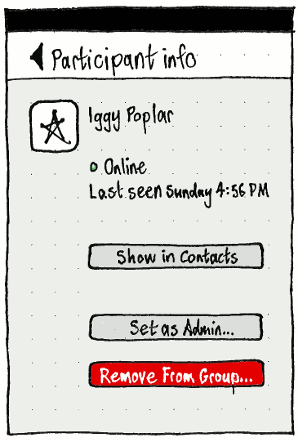 Participant info
Iggy Poplar
Online
Last seen Sunday 4:56 PM
Show in Contacts
Set as Admin...
Remove From Group...